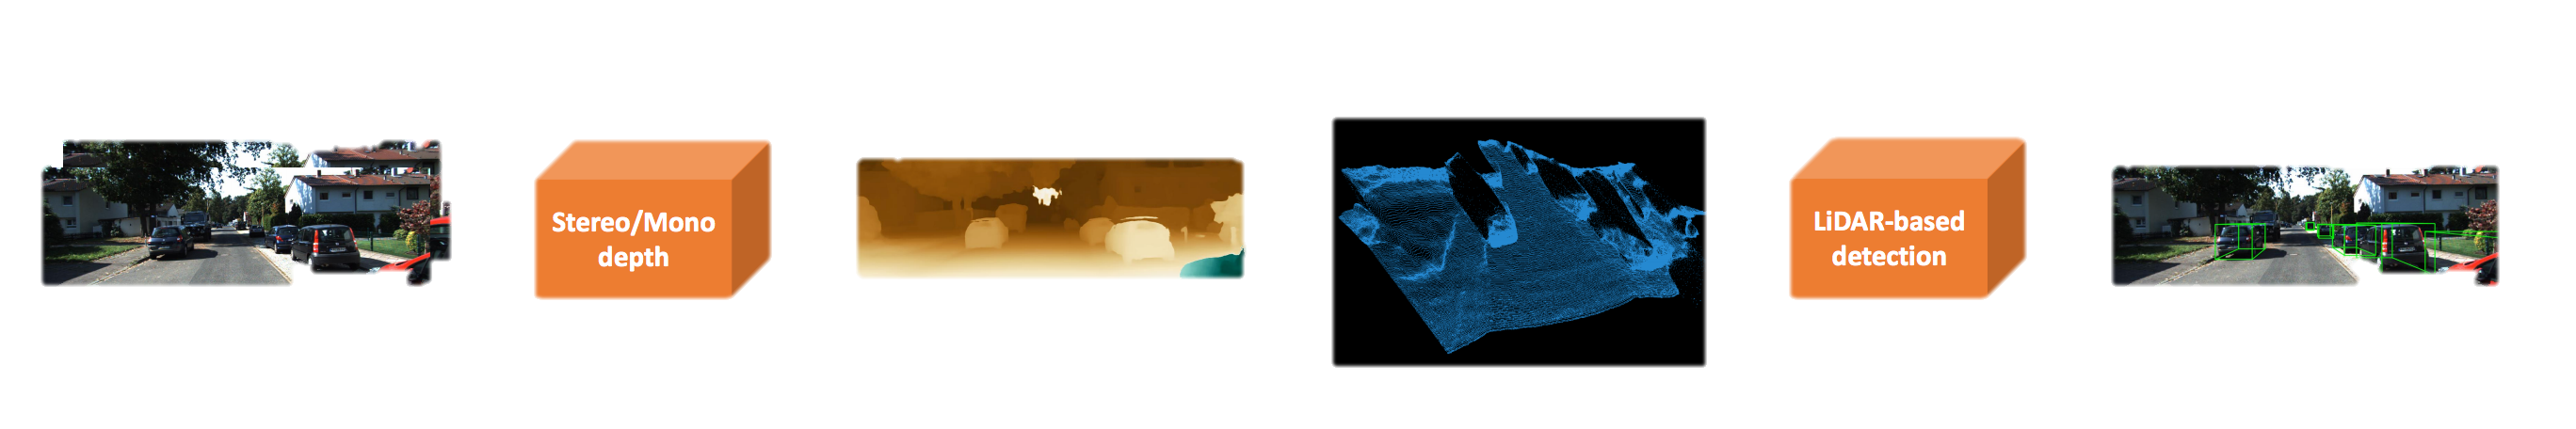 Stereo/Mono
depth
LiDAR-based
detection